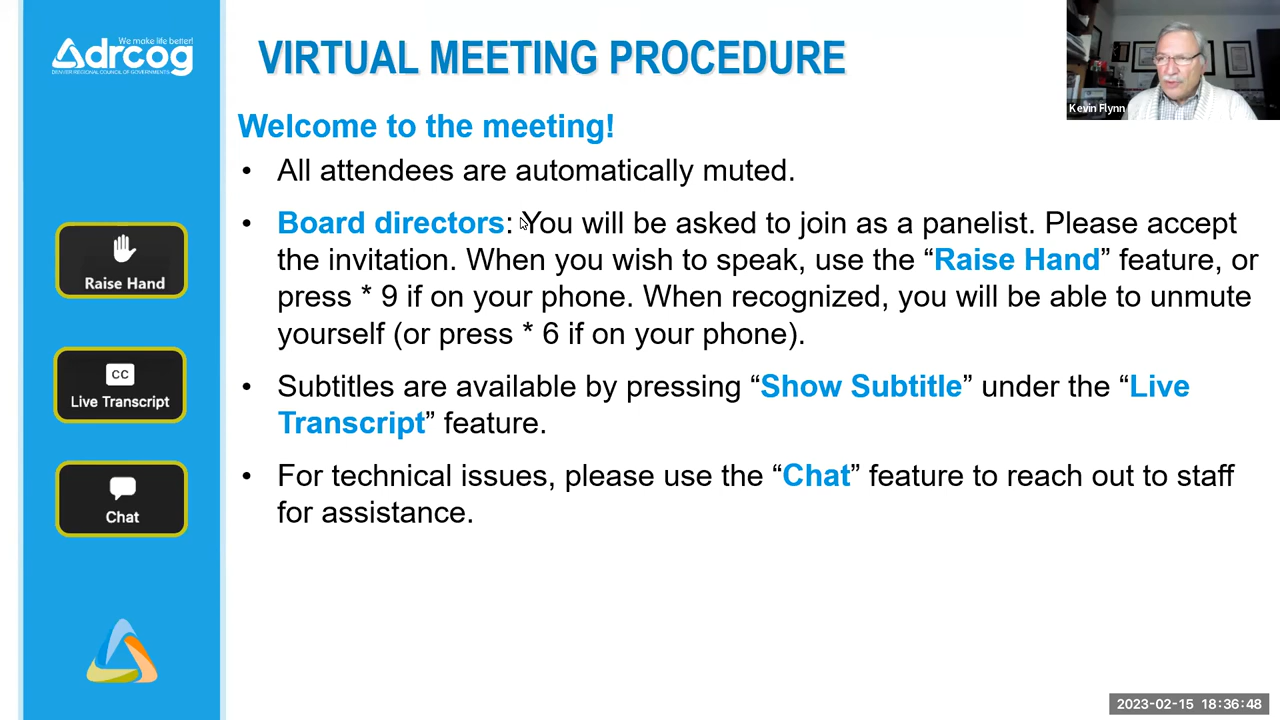 We make life better!
drcog
DENVER REGIONAL COUNCIL OF GOVERNMENTS
VIRTUAL MEETING PROCEDURE
Kevin Flynn
Welcome to the meeting!
• All attendees are automatically muted.
• Board directors: You will be asked to join as a panelist. Please accept
the invitation. When you wish to speak, use the “Raise Hand” feature, or
press * 9 if on your phone. When recognized, you will be able to unmute
yourself (or press * 6 if on your phone).
• Subtitles are available by pressing “Show Subtitle” under the “Live
Transcript” feature.
• For technical issues, please use the “Chat” feature to reach out to staff
for assistance.
Raise Hand
CC
Live Transcript
Chat
2023-02-15 18:36:48